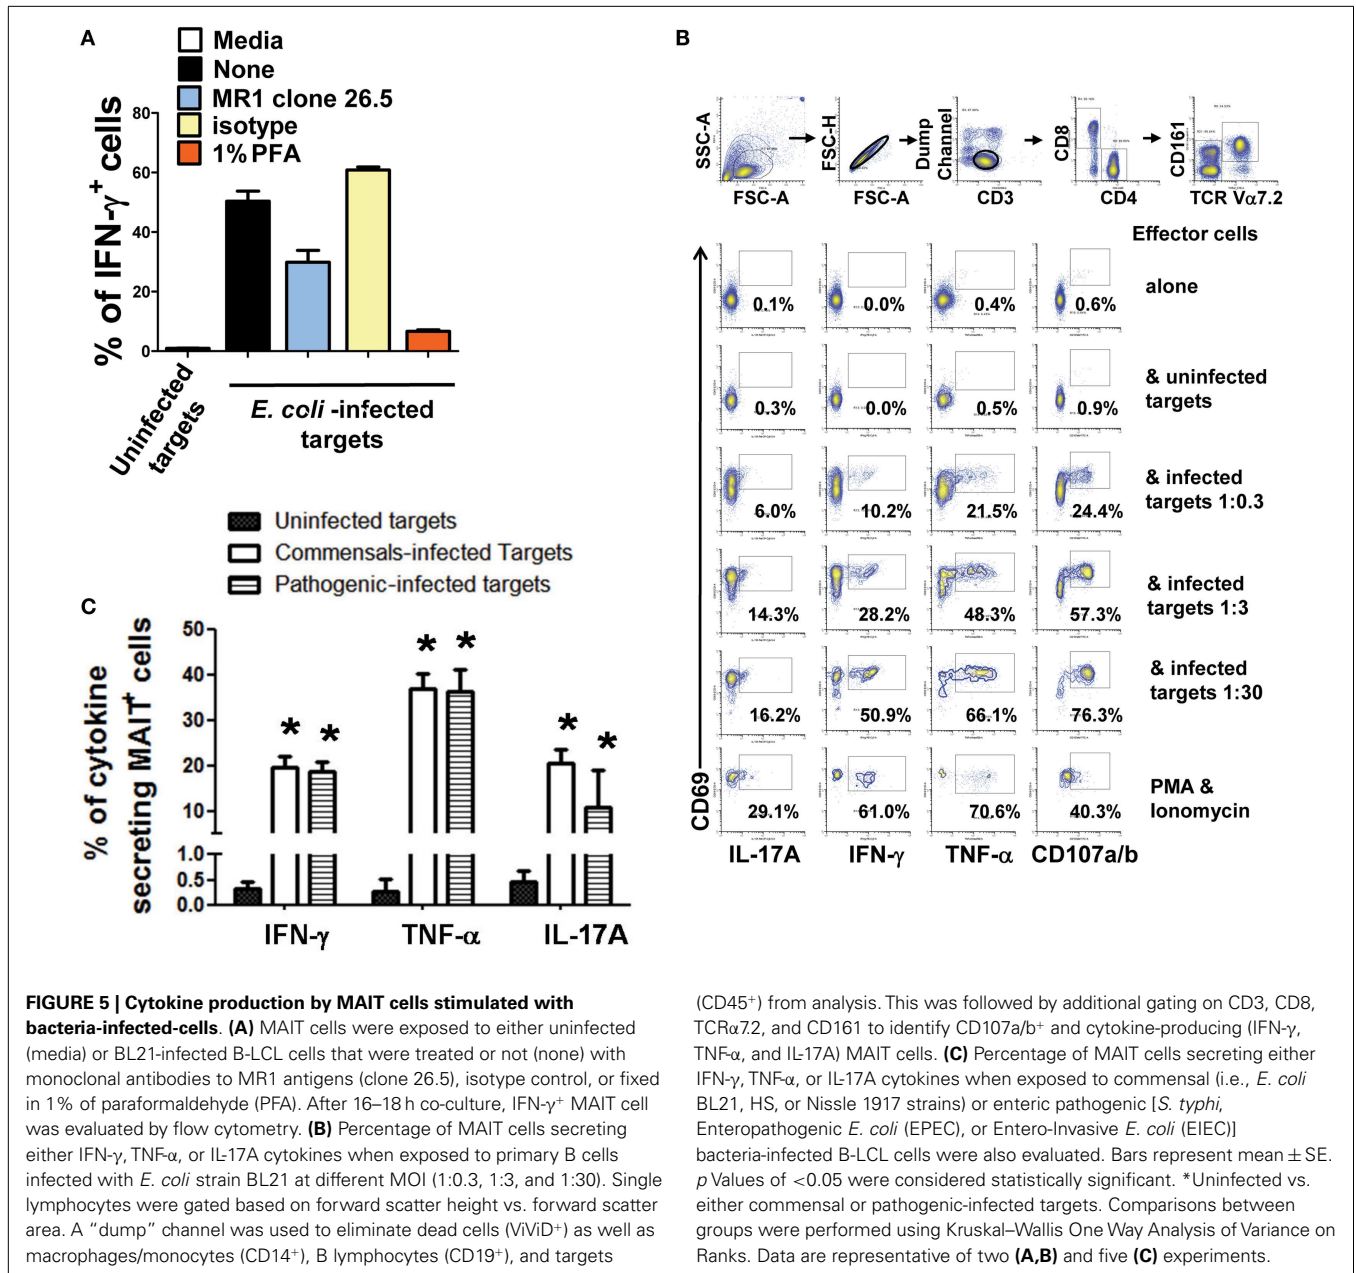 A
Media
None
MR1 clone 26.5
isotype
1% PFA
% of IFN-γ+ cells
80
60
40
20
0
Uninfected
targets
E. coli -infected
targets
B
SSC-A
FSC-A
FSC-H
FSC-A
Dump
Channel
CD3
CD8
CD4
CD161
TCR Vα7.2
Effector cells
0.1%
0.0%
0.4%
0.6%
alone
0.3%
0.0%
0.5%
0.9%
& uninfected
targets
6.0%
10.2%
21.5%
24.4%
& infected
targets 1:0.3
14.3%
28.2%
48.3%
57.3%
& infected
targets 1:3
16.2%
50.9%
66.1%
76.3%
& infected
targets 1:30
29.1%
61.0%
70.6%
40.3%
PMA &
Ionomycin
CD69
IL-17A
IFN-γ
TNF-α
CD107a/b
Uninfected targets
Commensals-infected Targets
Pathogenic-infected targets
C
% of cytokine
secreting MAIT+ cells
50
40
30
20
10
1.0
0.5
0.0
* *
* *
* *
IFN-γ
TNF-α
IL-17A
FIGURE 5 | Cytokine production by MAIT cells stimulated with
bacteria-infected-cells. (A) MAIT cells were exposed to either uninfected
(media) or BL21-infected B-LCL cells that were treated or not (none) with
monoclonal antibodies to MR1 antigens (clone 26.5), isotype control, or fixed
in 1% of paraformaldehyde (PFA). After 16–18 h co-culture, IFN-γ+ MAIT cell
was evaluated by flow cytometry. (B) Percentage of MAIT cells secreting
either IFN-γ, TNF-α, or IL-17A cytokines when exposed to primary B cells
infected with E. coli strain BL21 at different MOI (1:0.3, 1:3, and 1:30). Single
lymphocytes were gated based on forward scatter height vs. forward scatter
area. A “dump” channel was used to eliminate dead cells (ViViD+) as well as
macrophages/monocytes (CD14+), B lymphocytes (CD19+), and targets
(CD45+) from analysis. This was followed by additional gating on CD3, CD8,
TCRα7.2, and CD161 to identify CD107a/b+ and cytokine-producing (IFN-γ,
TNF-α, and IL-17A) MAIT cells. (C) Percentage of MAIT cells secreting either
IFN-γ, TNF-α, or IL-17A cytokines when exposed to commensal (i.e., E. coli
BL21, HS, or Nissle 1917 strains) or enteric pathogenic [S. typhi,
Enteropathogenic E. coli (EPEC), or Entero-Invasive E. coli (EIEC)]
bacteria-infected B-LCL cells were also evaluated. Bars represent mean ± SE.
p Values of <0.05 were considered statistically significant. *Uninfected vs.
either commensal or pathogenic-infected targets. Comparisons between
groups were performed using Kruskal–Wallis One Way Analysis of Variance on
Ranks. Data are representative of two (A,B) and five (C) experiments.